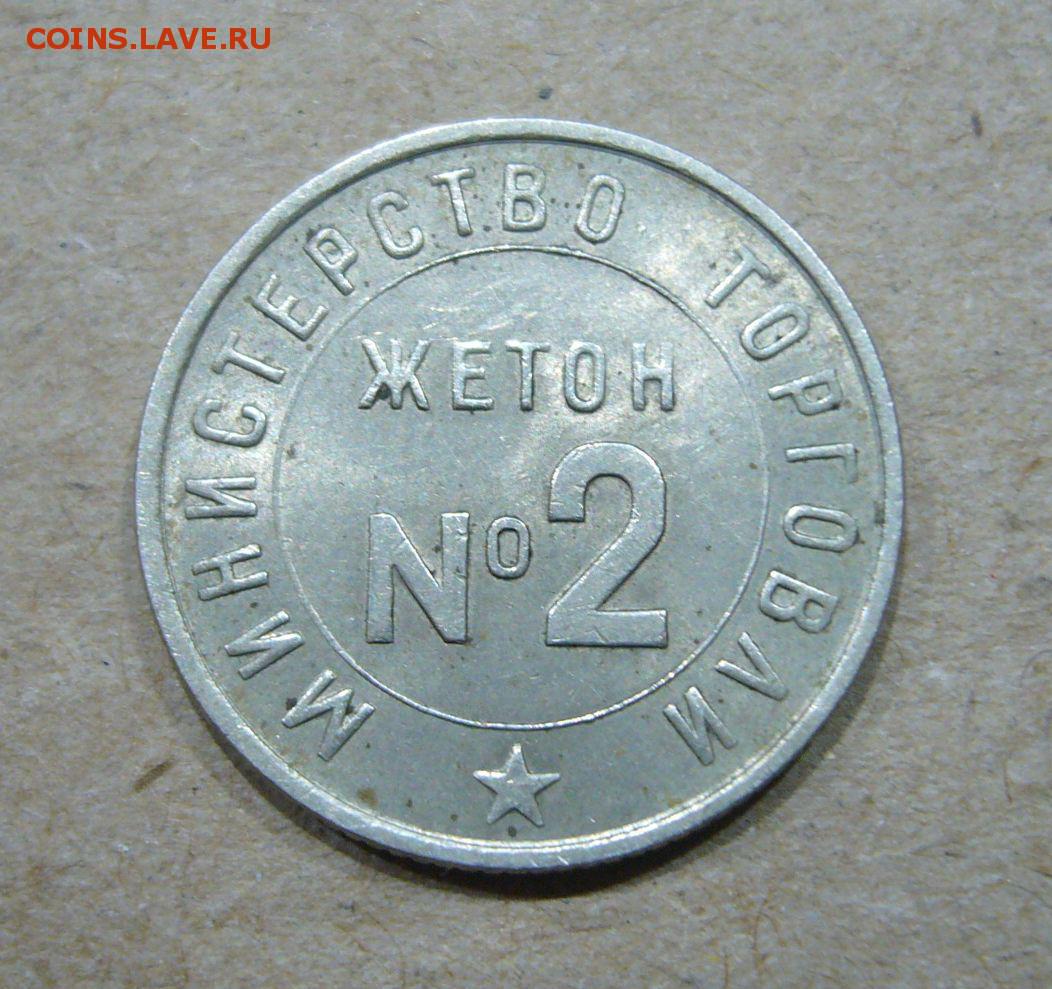 COINS.LAVE.RU
МИНИСТЕРСТВО ТОРГОВЛИ
ЖЕТОН
№2